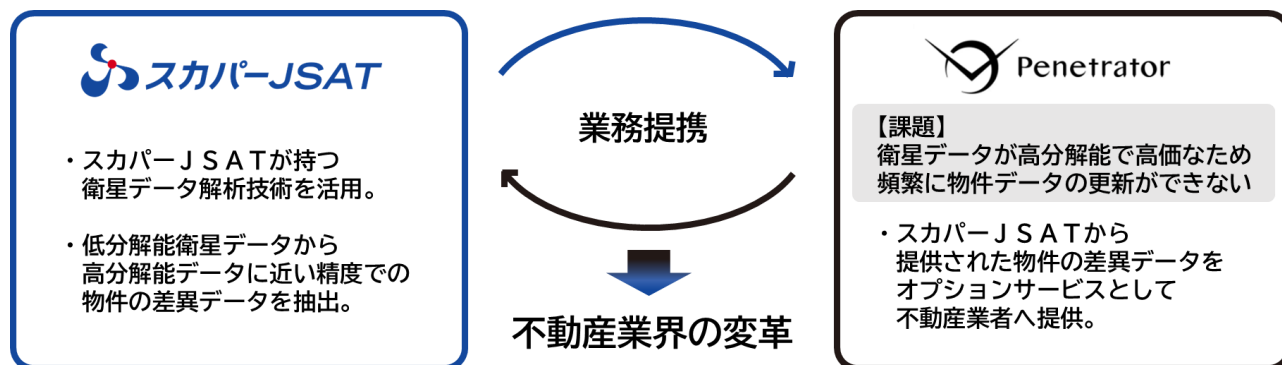 スカパーJSAT
・スカパーＪＳＡＴが持つ
衛星データ解析技術を活用。
・低分解能衛星データから
高分解能データに近い精度での
物件の差異データを抽出。
業務提携
不動産業界の変革
Penetrator
【課題】
衛星データが高分解能で高価なため
頻繁に物件データの更新ができない
・スカパーＪＳＡＴから
提供された物件の差異データを
オプションサービスとして
不動産業者へ提供。